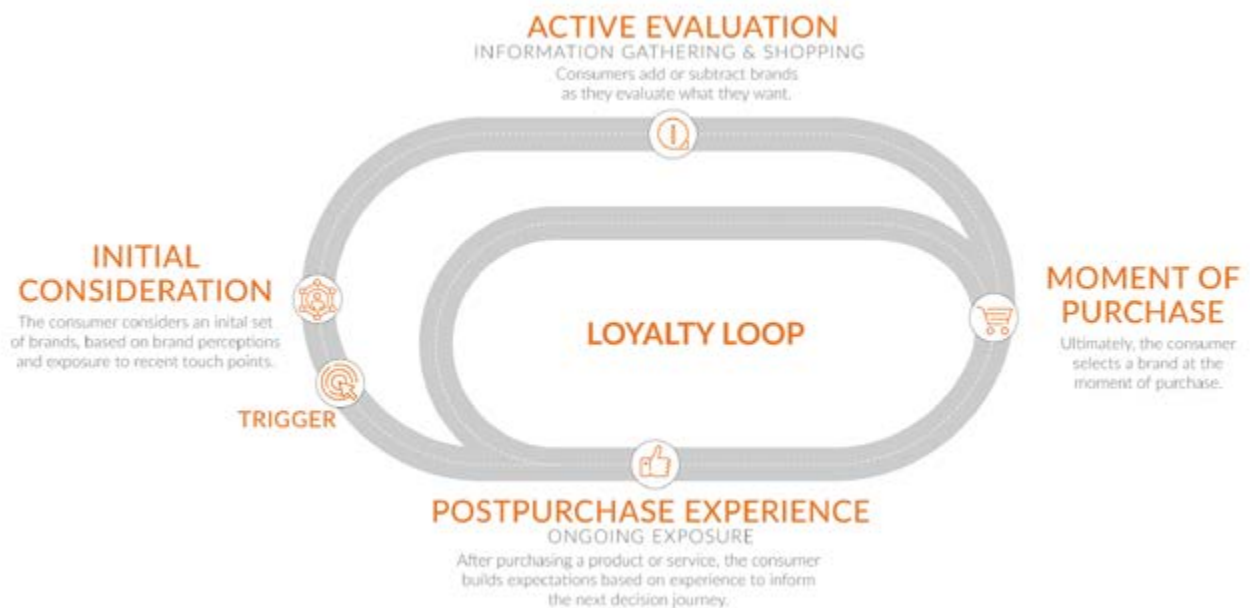 ACTIVE EVALUATION
INFORMATION GATHERING & SHOPPING
Consumers add or subtract brands
as they evaluate what they want.
INITIAL
CONSIDERATION
The consumer considers an inital set
of brands, based on brand perceptions
and exposure to recent touch points.
TRIGGER
LOYALTY LOOP
MOMENT OF
PURCHASE
Ultimately, the consumer
selects a brand at the
moment of purchase.
POSTPURCHASE EXPERIENCE
ONGOING EXPOSURE
After purchasing a product or service, the consumer
builds expectations based on experience to inform
the next decision journey.